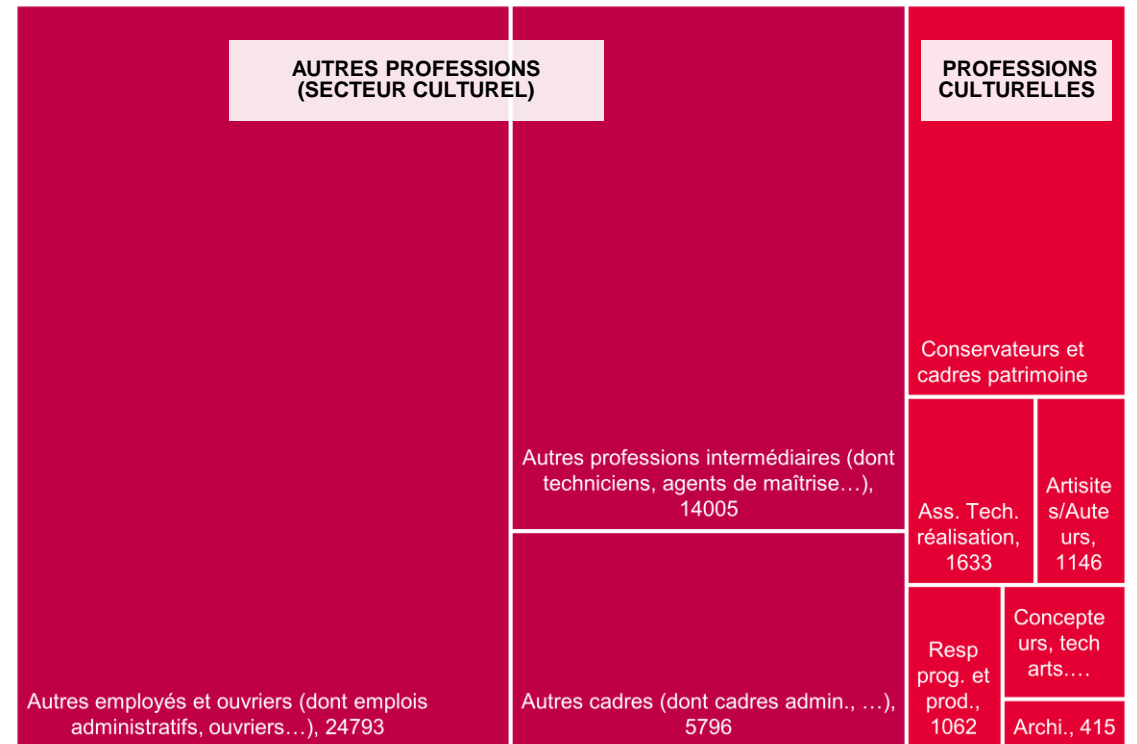 AUTRES PROFESSIONS
(SECTEUR CULTUREL)
PROFESSIONS
CULTURELLES
Autres employés et ouvriers (dont emplois
administratifs, ouvriers…), 24793
Autres professions intermédiaires (dont
techniciens, agents de maîtrise…),
14005
Autres cadres (dont cadres admin., …),
5796
Conservateurs et
cadres patrimoine
Ass. Tech.
réalisation,
1633
Artisite
s/Aute
urs,
1146
Resp
prog. et
prod.,
1062
Concepte
urs, tech
arts.…
Archi., 415